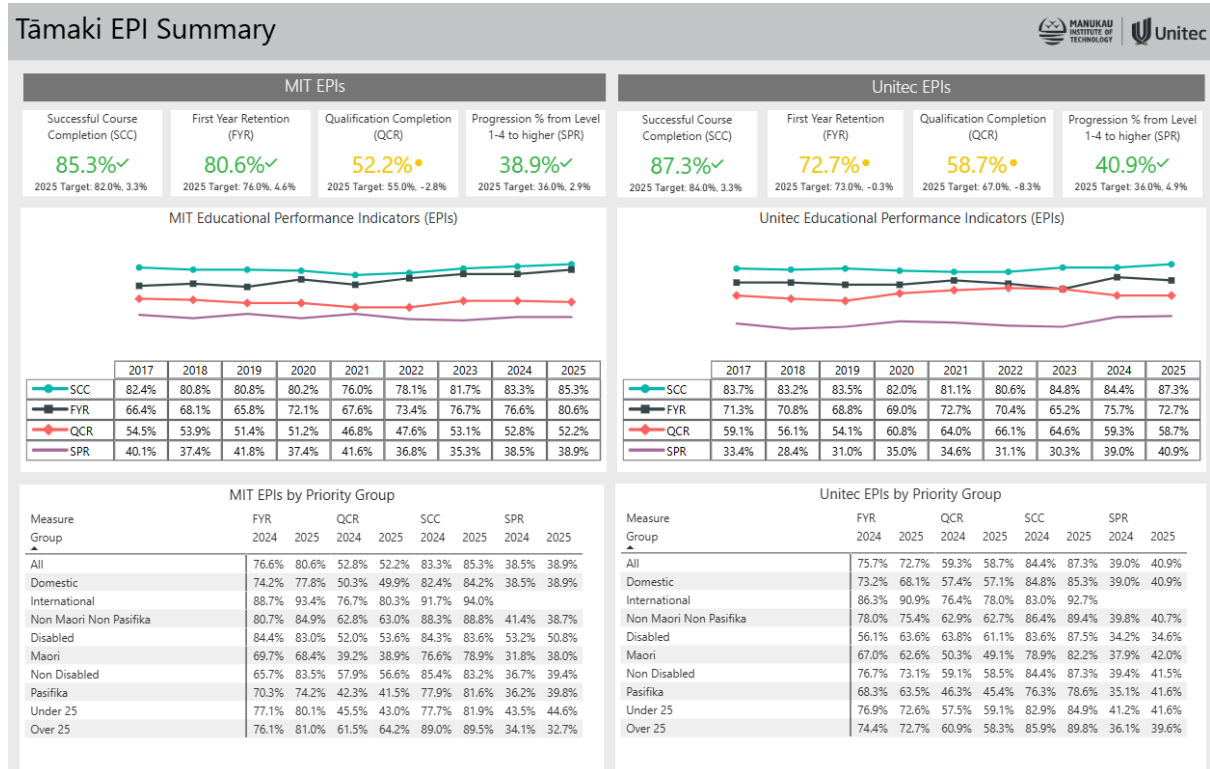 Tāmaki EPI Summary
MANUKAU
INSTITUTE OF
TECHNOLOGY
Unitec
MIT EPIs
Successful Course
Completion (SCC)
85.3%
2025 Target: 82.0%, 3.3%
First Year Retention
(FYR)
80.6%
2025 Target: 76.0%, 4.6%
Qualification Completion
(QCR)
52.2%
2025 Target: 55.0%, -2.8%
Progression % from Level
1-4 to higher (SPR)
38.9%
2025 Target: 36.0%, 2.9%
MIT Educational Performance Indicators (EPIs)
2017 2018 2019 2020 2021 2022 2023 2024 2025
SCC 82.4% 80.8% 80.8% 80.2% 76.0% 78.1% 81.7% 83.3% 85.3%
FYR 66.4% 68.1% 65.8% 72.1% 67.6% 73.4% 76.7% 76.6% 80.6%
QCR 54.5% 53.9% 51.4% 51.2% 46.8% 47.6% 53.1% 52.8% 52.2%
SPR 40.1% 37.4% 41.8% 37.4% 41.6% 36.8% 35.3% 38.5% 38.9%
MIT EPIs by Priority Group
Measure FYR QCR SCC SPR
Group 2024 2025 2024 2025 2024 2025 2024 2025
All 76.6% 80.6% 52.8% 52.2% 83.3% 85.3% 38.5% 38.9%
Domestic 74.2% 77.8% 50.3% 49.9% 82.4% 84.2% 38.5% 38.9%
International 88.7% 93.4% 76.7% 80.3% 91.7% 94.0%
Non Maori Non Pasifika 80.7% 84.9% 62.8% 63.0% 88.3% 88.8% 41.4% 38.7%
Disabled 84.4% 83.0% 52.0% 53.6% 84.3% 83.6% 53.2% 50.8%
Maori 69.7% 68.4% 39.2% 38.9% 76.6% 78.9% 31.8% 38.0%
Non Disabled 65.7% 83.5% 57.9% 56.6% 85.4% 83.2% 36.7% 39.4%
Pasifika 70.3% 74.2% 42.3% 41.5% 77.9% 81.6% 36.2% 39.8%
Under 25 77.1% 80.1% 45.5% 43.0% 77.7% 81.9% 43.5% 44.6%
Over 25 76.1% 81.0% 61.5% 64.2% 89.0% 89.5% 34.1% 32.7%
Unitec EPIs
Successful Course
Completion (SCC)
87.3%
2025 Target: 84.0%, 3.3%
First Year Retention
(FYR)
72.7%
2025 Target: 73.0%, -0.3%
Qualification Completion
(QCR)
58.7%
2025 Target: 67.0%, -8.3%
Progression % from Level
1-4 to higher (SPR)
40.9%
2025 Target: 36.0%, 4.9%
Unitec Educational Performance Indicators (EPIs)
2017 2018 2019 2020 2021 2022 2023 2024 2025
SCC 83.7% 83.2% 83.5% 82.0% 81.1% 80.6% 84.8% 84.4% 87.3%
FYR 71.3% 70.8% 68.8% 69.0% 72.7% 70.4% 65.2% 75.7% 72.7%
QCR 59.1% 56.1% 54.1% 60.8% 64.0% 66.1% 64.6% 59.3% 58.7%
SPR 33.4% 28.4% 31.0% 35.0% 34.6% 31.1% 30.3% 39.0% 40.9%
Unitec EPIs by Priority Group
Measure FYR QCR SCC SPR
Group 2024 2025 2024 2025 2024 2025 2024 2025
All 75.7% 72.7% 59.3% 58.7% 84.4% 87.3% 39.0% 40.9%
Domestic 73.2% 68.1% 57.4% 57.1% 84.8% 85.3% 39.0% 40.9%
International 86.3% 90.9% 76.4% 78.0% 83.0% 92.7%
Non Maori Non Pasifika 78.0% 75.4% 62.9% 62.7% 86.4% 89.4% 39.8% 40.7%
Disabled 56.1% 63.6% 63.8% 61.1% 83.6% 87.5% 34.2% 34.6%
Maori 67.0% 62.6% 50.3% 49.1% 78.9% 82.2% 37.9% 42.0%
Non Disabled 76.7% 73.1% 59.1% 58.5% 84.4% 87.3% 39.4% 41.5%
Pasifika 68.3% 63.5% 46.3% 45.4% 76.3% 78.6% 35.1% 41.6%
Under 25 76.9% 72.6% 57.5% 59.1% 82.9% 84.9% 41.2% 41.6%
Over 25 74.4% 72.7% 60.9% 58.3% 85.9% 89.8% 36.1% 39.6%